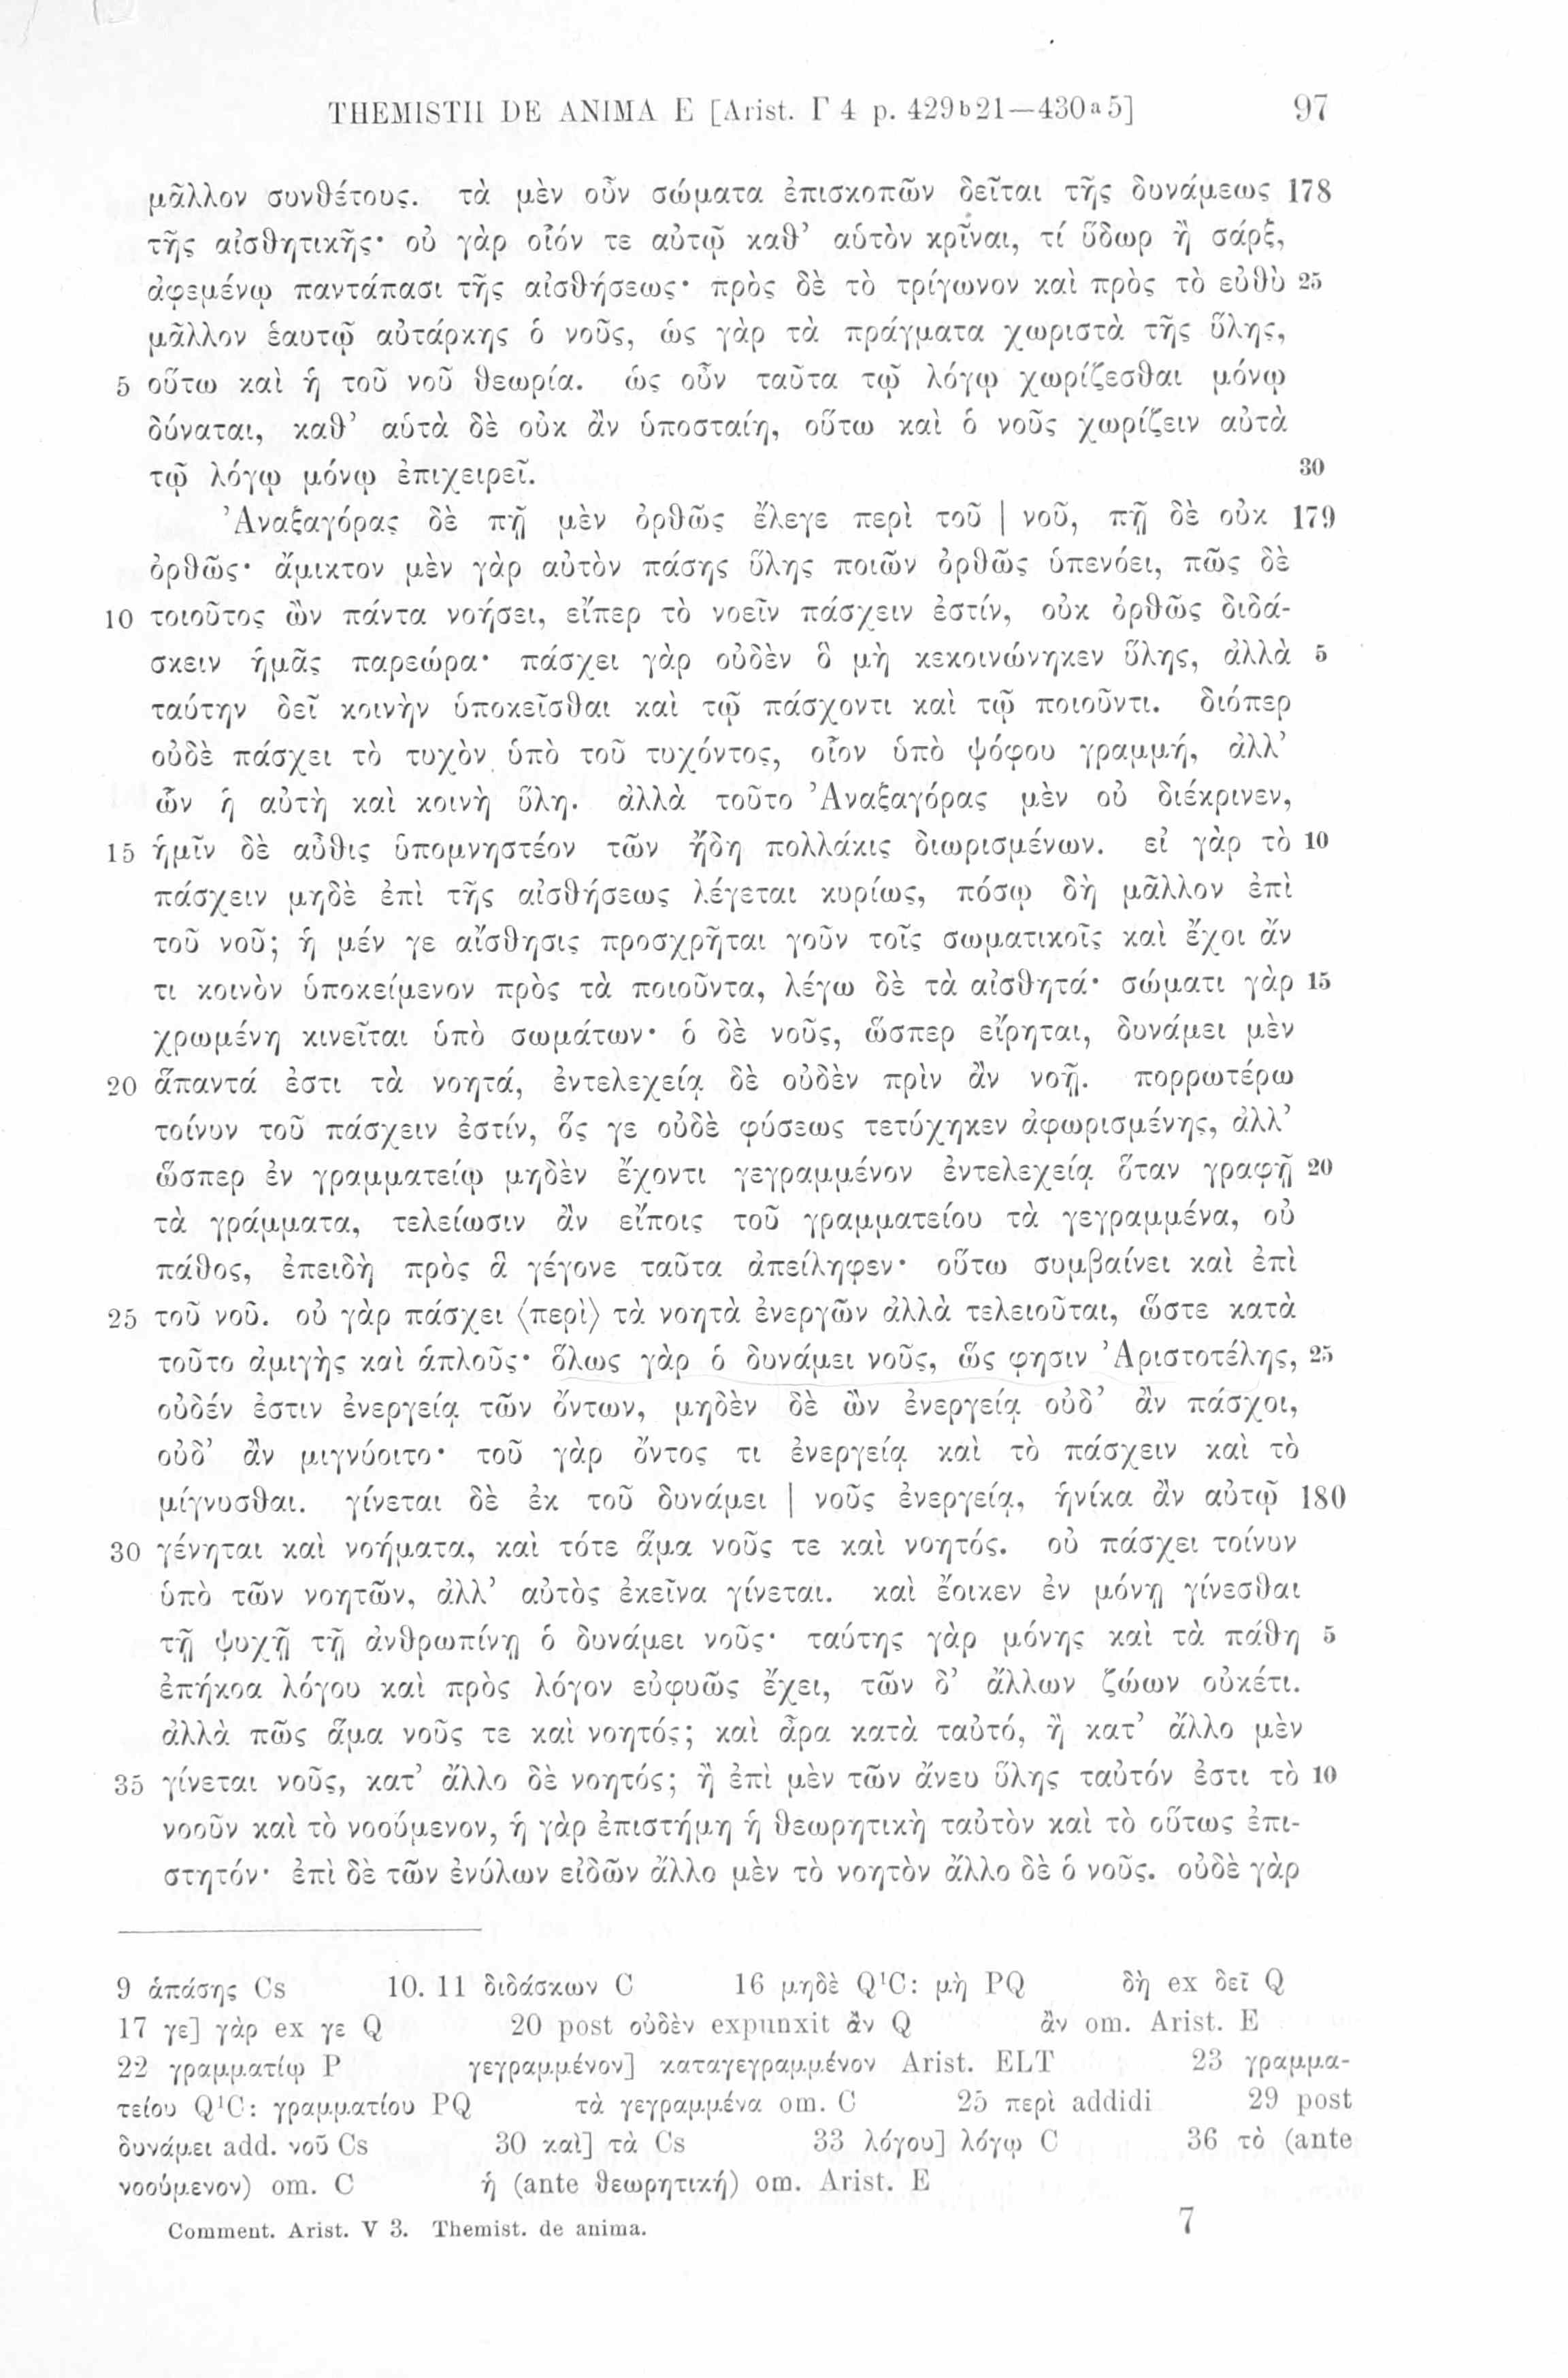 THEMISTII DE ANIMA E [Arist. Γ 4 p. 429b21—430a5] 97
μᾶλλον συνθέτους. τὰ μὲν οὖν σώματα ἐπισκοπῶν δεῖται τῆς δυνάμεως 178
τῆς αἰσθητικῆς· οὐ γὰρ οἷόν τε αὐτῷ καθ’ αὑτὸν κρῖναι, τί ὕδωρ ἢ σάρξ,
ἀφεμένῳ παντάπασι τῆς αἰσθήσεως· πρὸς δὲ τὸ τρίγωνον καὶ πρὸς τὸ εὐθὺ 25
μᾶλλον ἑαυτῷ αὐτάρκης ὁ νοῦς, ὡς γὰρ τὰ πράγματα χωριστὰ τῆς ὕλης,
5 οὕτω καὶ ἡ τοῦ νοῦ θεωρία. ὡς οὖν ταῦτα τῷ λόγῳ χωρίζεσθαι μόνῳ
δύναται, καθ’ αὑτὰ δὲ οὐκ ἂν ὑποσταίη, οὕτω καὶ ὁ νοῦς χωρίζειν αὐτὰ
τῷ λόγῳ μόνῳ ἐπιχειρεῖ. 30
Ἀναξαγόρας δὲ πῇ μὲν ὀρθῶς ἔλεγε περὶ τοῦ | νοῦ, πῇ δὲ οὐκ 179
ὀρθῶς· ἄμικτον μὲν γὰρ αὐτὸν πάσης ὕλης ποιῶν ὀρθῶς ὑπενόει, πῶς δὲ
10 τοιοῦτος ὢν πάντα νοήσει, εἴπερ τὸ νοεῖν πάσχειν ἐστίν, οὐκ ὀρθῶς διδά-
σκειν ἡμᾶς παρεώρα· πάσχει γὰρ οὐδὲν ὃ μὴ κεκοινώνηκεν ὕλης, ἀλλὰ 5
ταύτην δεῖ κοινὴν ὑποκεῖσθαι καὶ τῷ πάσχοντι καὶ τῷ ποιοῦντι. διόπερ
οὐδὲ πάσχει τὸ τυχὸν ὑπὸ τοῦ τυχόντος, οἷον ὑπὸ ψόφου γραμμή, ἀλλ’
ὧν ἡ αὐτὴ καὶ κοινὴ ὕλη. ἀλλὰ τοῦτο Ἀναξαγόρας μὲν οὐ διέκρινεν,
15 ἡμῖν δὲ αὖθις ὑπομνηστέον τῶν ἤδη πολλάκις διωρισμένων. εἰ γὰρ τὸ 10
πάσχειν μηδὲ ἐπὶ τῆς αἰσθήσεως λέγεται κυρίως, πόσῳ δὴ μᾶλλον ἐπὶ
τοῦ νοῦ; ἡ μέν γε αἴσθησις προσχρῆται γοῦν τοῖς σωματικοῖς καὶ ἔχοι ἄν
τι κοινὸν ὑποκείμενον πρὸς τὰ ποιοῦντα, λέγω δὲ τὰ αἰσθητά· σώματι γὰρ 15
χρωμένη κινεῖται ὑπὸ σωμάτων· ὁ δὲ νοῦς, ὥσπερ εἴρηται, δυνάμει μὲν
20 ἅπαντά ἐστι τὰ νοητά, ἐντελεχείᾳ δὲ οὐδὲν πρὶν ἂν νοῇ. πορρωτέρω
τοίνυν τοῦ πάσχειν ἐστίν, ὅς γε οὐδὲ φύσεως τετύχηκεν ἀφωρισμένης, ἀλλ’
ὥσπερ ἐν γραμματείῳ μηδὲν ἔχοντι γεγραμμένον ἐντελεχείᾳ ὅταν γραφῇ 20
τὰ γράμματα, τελείωσιν ἂν εἴποις τοῦ γραμματείου τὰ γεγραμμένα, οὐ
πάθος, ἐπειδὴ πρὸς ἃ γέγονε ταῦτα ἀπείληφεν· οὕτω συμβαίνει καὶ ἐπὶ
25 τοῦ νοῦ. οὐ γὰρ πάσχει ⟨περὶ⟩ τὰ νοητὰ ἐνεργῶν ἀλλὰ τελειοῦται, ὥστε κατὰ
τοῦτο ἀμιγὴς καὶ ἁπλοῦς· ὅλως γὰρ ὁ δυνάμει νοῦς, ὥς φησιν Ἀριστοτέλης, 25
οὐδέν ἐστιν ἐνεργείᾳ τῶν ὄντων, μηδὲν δὲ ὢν ἐνεργείᾳ οὐδ’ ἂν πάσχοι,
οὐδ’ ἂν μιγνύοιτο· τοῦ γὰρ ὄντος τι ἐνεργείᾳ καὶ τὸ πάσχειν καὶ τὸ
μίγνυσθαι. γίνεται δὲ ἐκ τοῦ δυνάμει | νοῦς ἐνεργείᾳ, ἡνίκα ἂν αὐτῷ 180
30 γένηται καὶ νοήματα, καὶ τότε ἅμα νοῦς τε καὶ νοητός. οὐ πάσχει τοίνυν
ὑπὸ τῶν νοητῶν, ἀλλ’ αὐτὸς ἐκεῖνα γίνεται. καὶ ἔοικεν ἐν μόνῃ γίνεσθαι
τῇ ψυχῇ τῇ ἀνθρωπίνῃ ὁ δυνάμει νοῦς· ταύτης γὰρ μόνης καὶ τὰ πάθη 5
ἐπήκοα λόγου καὶ πρὸς λόγον εὐφυῶς ἔχει, τῶν δ’ ἄλλων ζώων οὐκέτι.
ἀλλὰ πῶς ἅμα νοῦς τε καὶ νοητός; καὶ ἆρα κατὰ ταὐτό, ἢ κατ’ ἄλλο μὲν
35 γίνεται νοῦς, κατ’ ἄλλο δὲ νοητός; ἢ ἐπὶ μὲν τῶν ἄνευ ὕλης ταὐτόν ἐστι τὸ 10
νοοῦν καὶ τὸ νοούμενον, ἡ γὰρ ἐπιστήμη ἡ θεωρητικὴ ταὐτὸν καὶ τὸ οὕτως ἐπι-
στητόν· ἐπὶ δὲ τῶν ἐνύλων εἰδῶν ἄλλο μὲν τὸ νοητὸν ἄλλο δὲ ὁ νοῦς. οὐδὲ γὰρ
9 ἁπάσης Cs 10. 11 διδάσκων C 16 μηδὲ Q¹C: μὴ PQ δὴ ex δεῖ Q
17 γε] γὰρ ex γε Q 20 post οὐδὲν expunxit ἂν Q ἂν om. Arist. E
22 γραμματίῳ P γεγραμμένον] καταγεγραμμένον Arist. ELT 23 γραμμα-
τείου Q¹C: γραμματίου PQ τὰ γεγραμμένα om. C 25 περὶ addidi 29 post
δυνάμει add. νοῦ Cs 30 καὶ] τὰ Cs 33 λόγου] λόγῳ C 36 τὸ (ante
νοούμενον) om. C ἡ (ante θεωρητική) om. Arist. E
Comment. Arist. V 3. Themist. de anima. 7